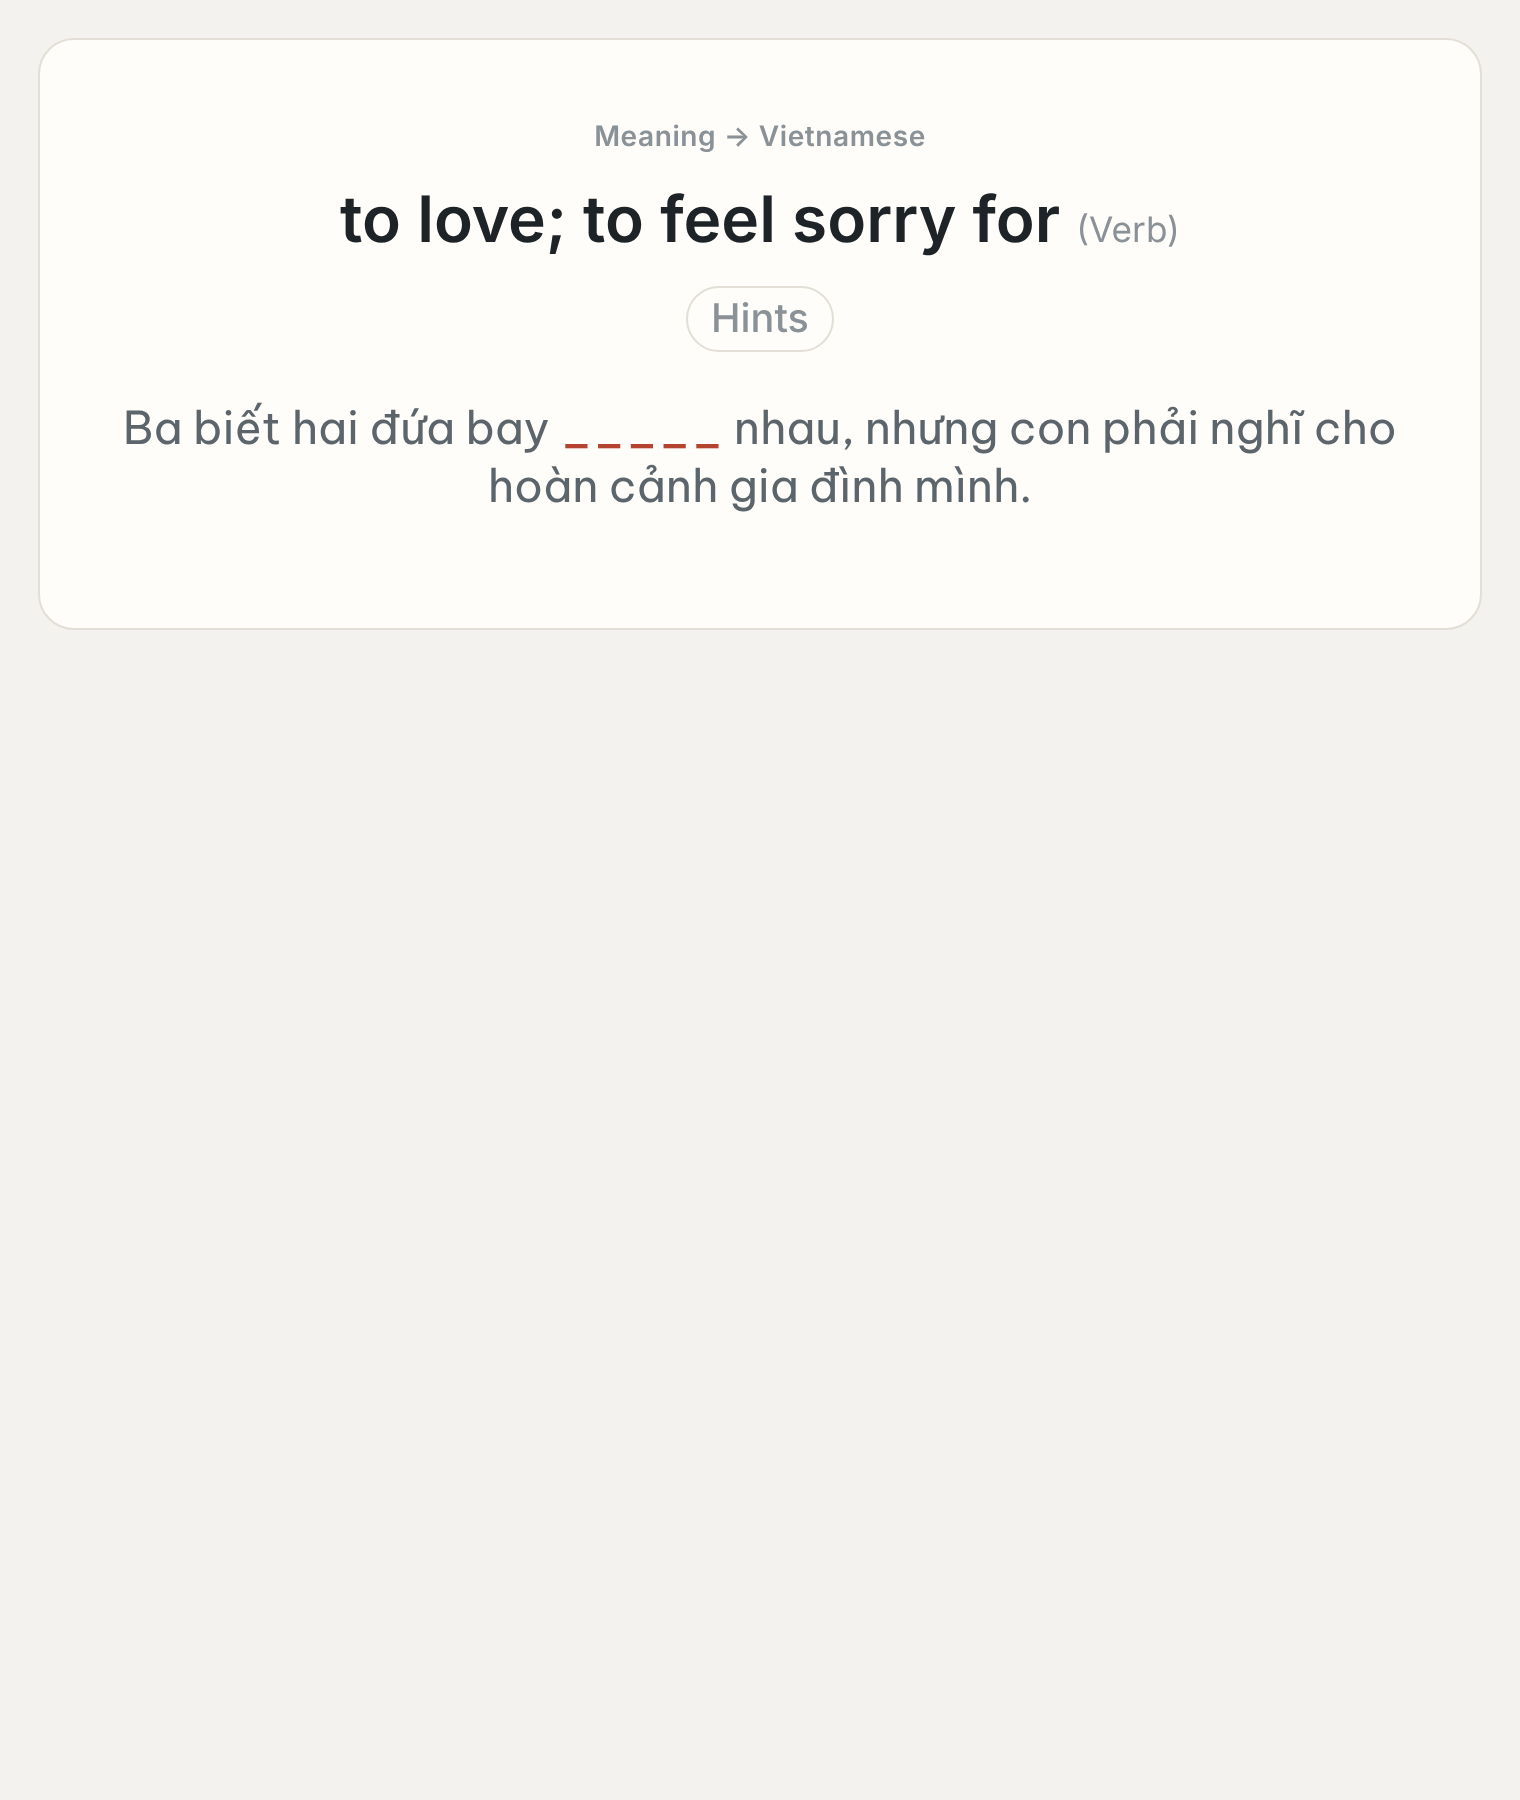 Meaning → Vietnamese
to love; to feel sorry for (Verb)
Hints
Ba biết hai đứa bay _____ nhau, nhưng con phải nghĩ cho
hoàn cảnh gia đình mình.